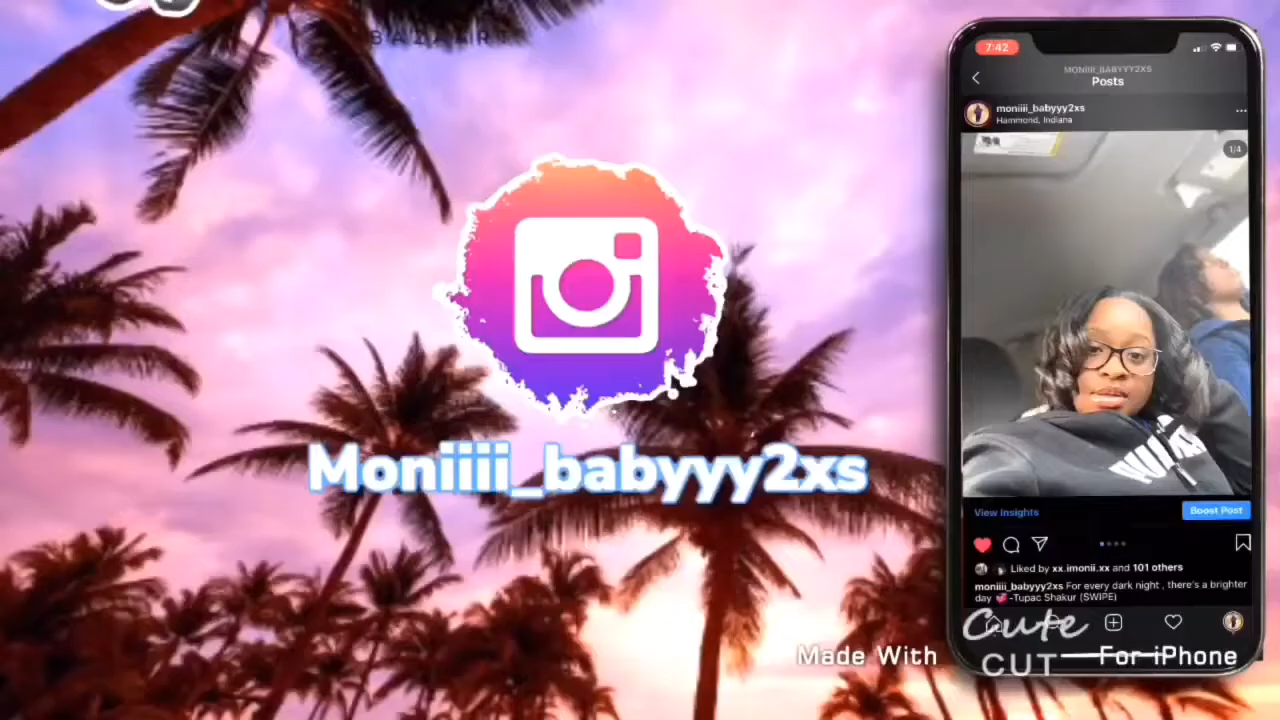 BAZAART
Moniiii_babyyy2xs
7:42
MONIIII_BABYYY2XS
Posts
moniiii_babyyy2xs
Hammond, Indiana
1/4
View Insights
Boost Post
Liked by xx.imonii.xx and 101 others
moniiii_babyyy2xs For every dark night , there's a brighter
day 💞 -Tupac Shakur (SWIPE)
Made With
Cute
CUT
For iPhone